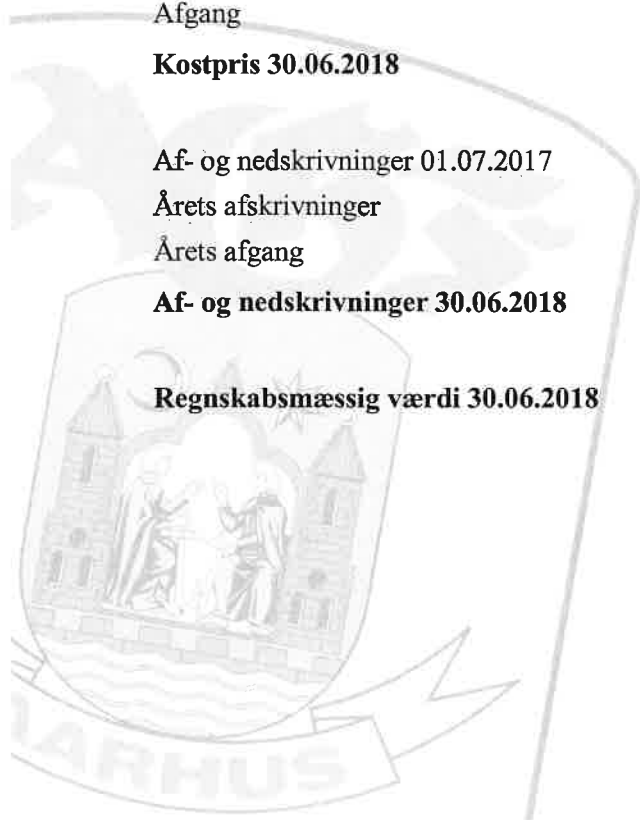 Afgang
Kostpris 30.06.2018
Af- og nedskrivninger 01.07.2017
Årets afskrivninger
Årets afgang
Af- og nedskrivninger 30.06.2018
Regnskabsmæssig værdi 30.06.2018
AGF
AARHUS